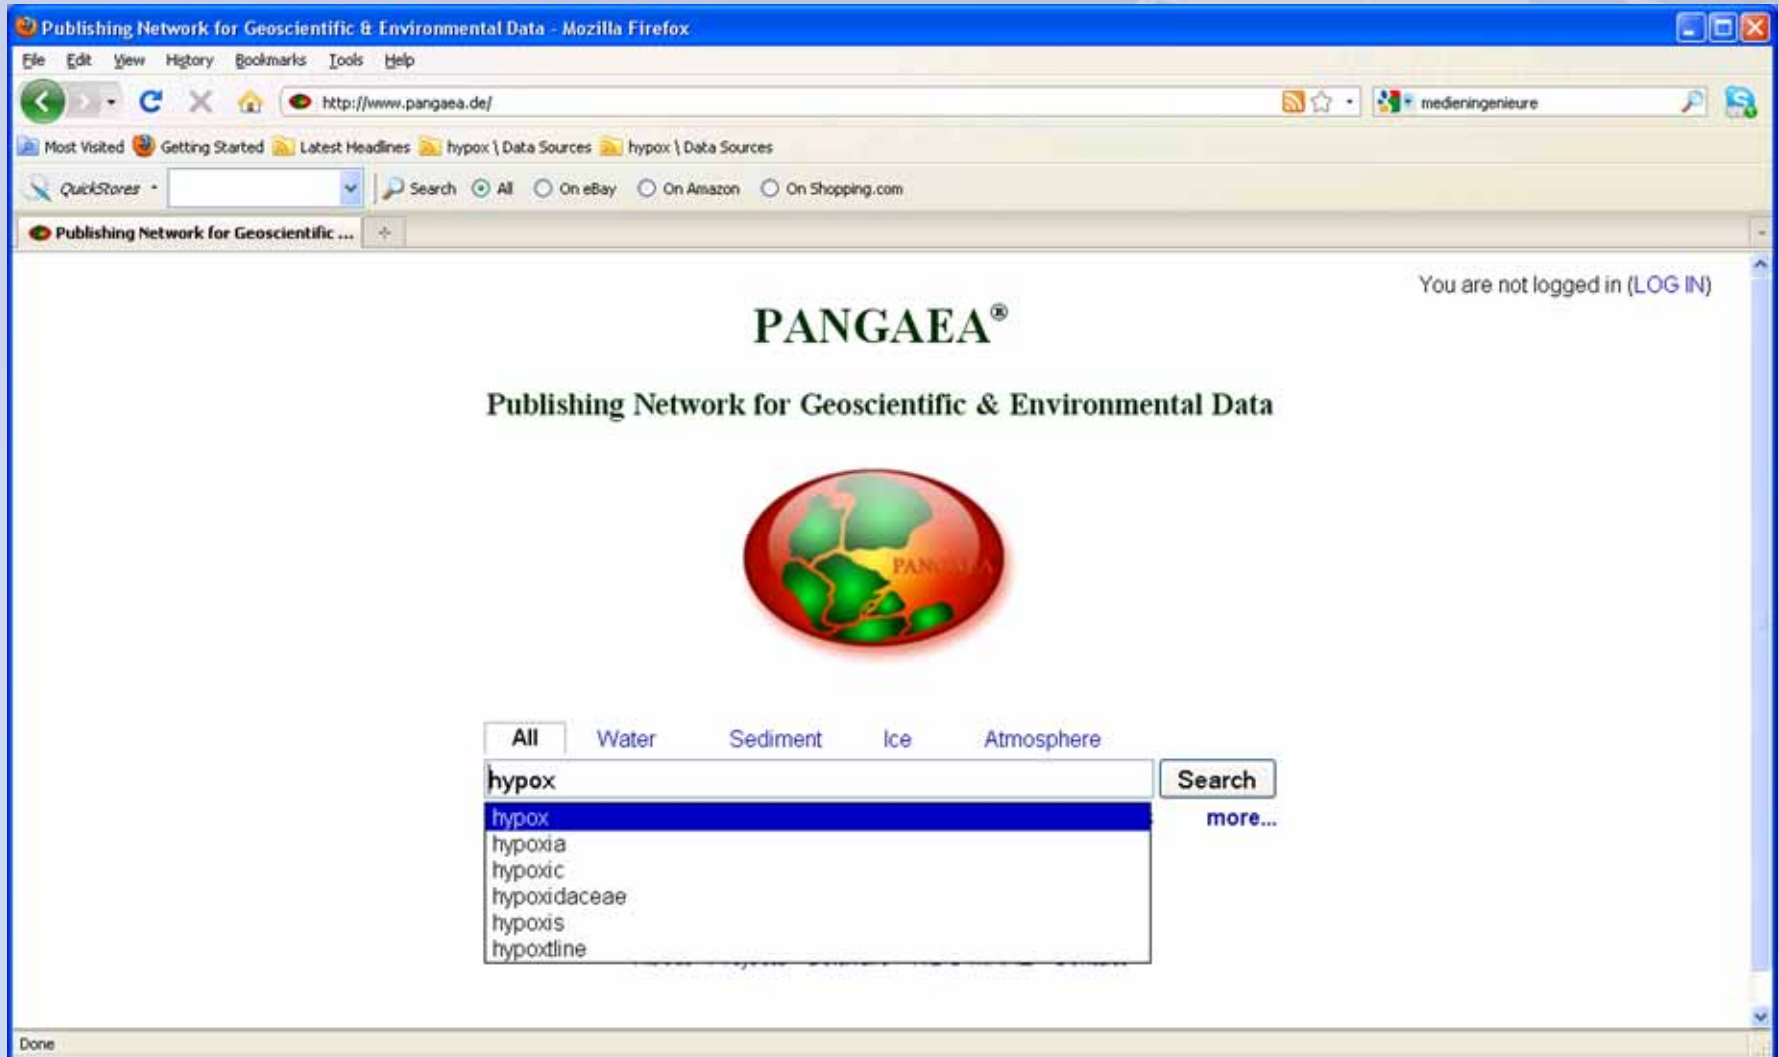 Publishing Network for Geoscientific & Environmental Data - Mozilla Firefox
File Edit View History Bookmarks Tools Help
http://www.pangaea.de/ medieningenieure
Most Visited Getting Started Latest Headlines hypox \ Data Sources hypox \ Data Sources
QuickStores Search All On eBay On Amazon On Shopping.com
Publishing Network for Geoscientific ...
You are not logged in (LOG IN)
PANGAEA®
Publishing Network for Geoscientific & Environmental Data
PANGAEA
All Water Sediment Ice Atmosphere
hypox Search
hypox more...
hypoxia
hypoxic
hypoxidaceae
hypoxis
hypoxtline
Done